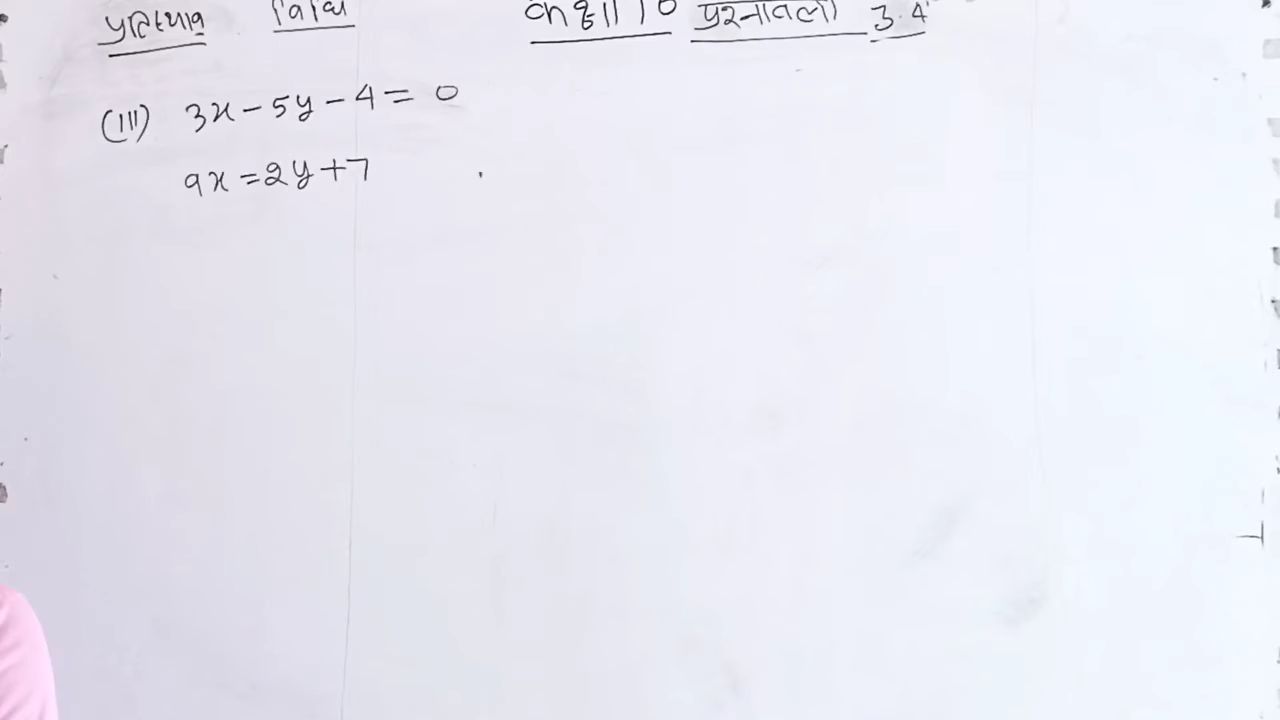 प्रतिस्थापन विधि कक्षा 10 प्रश्नावली 3.4
(III) 3x - 5y - 4 = 0
9x = 2y + 7